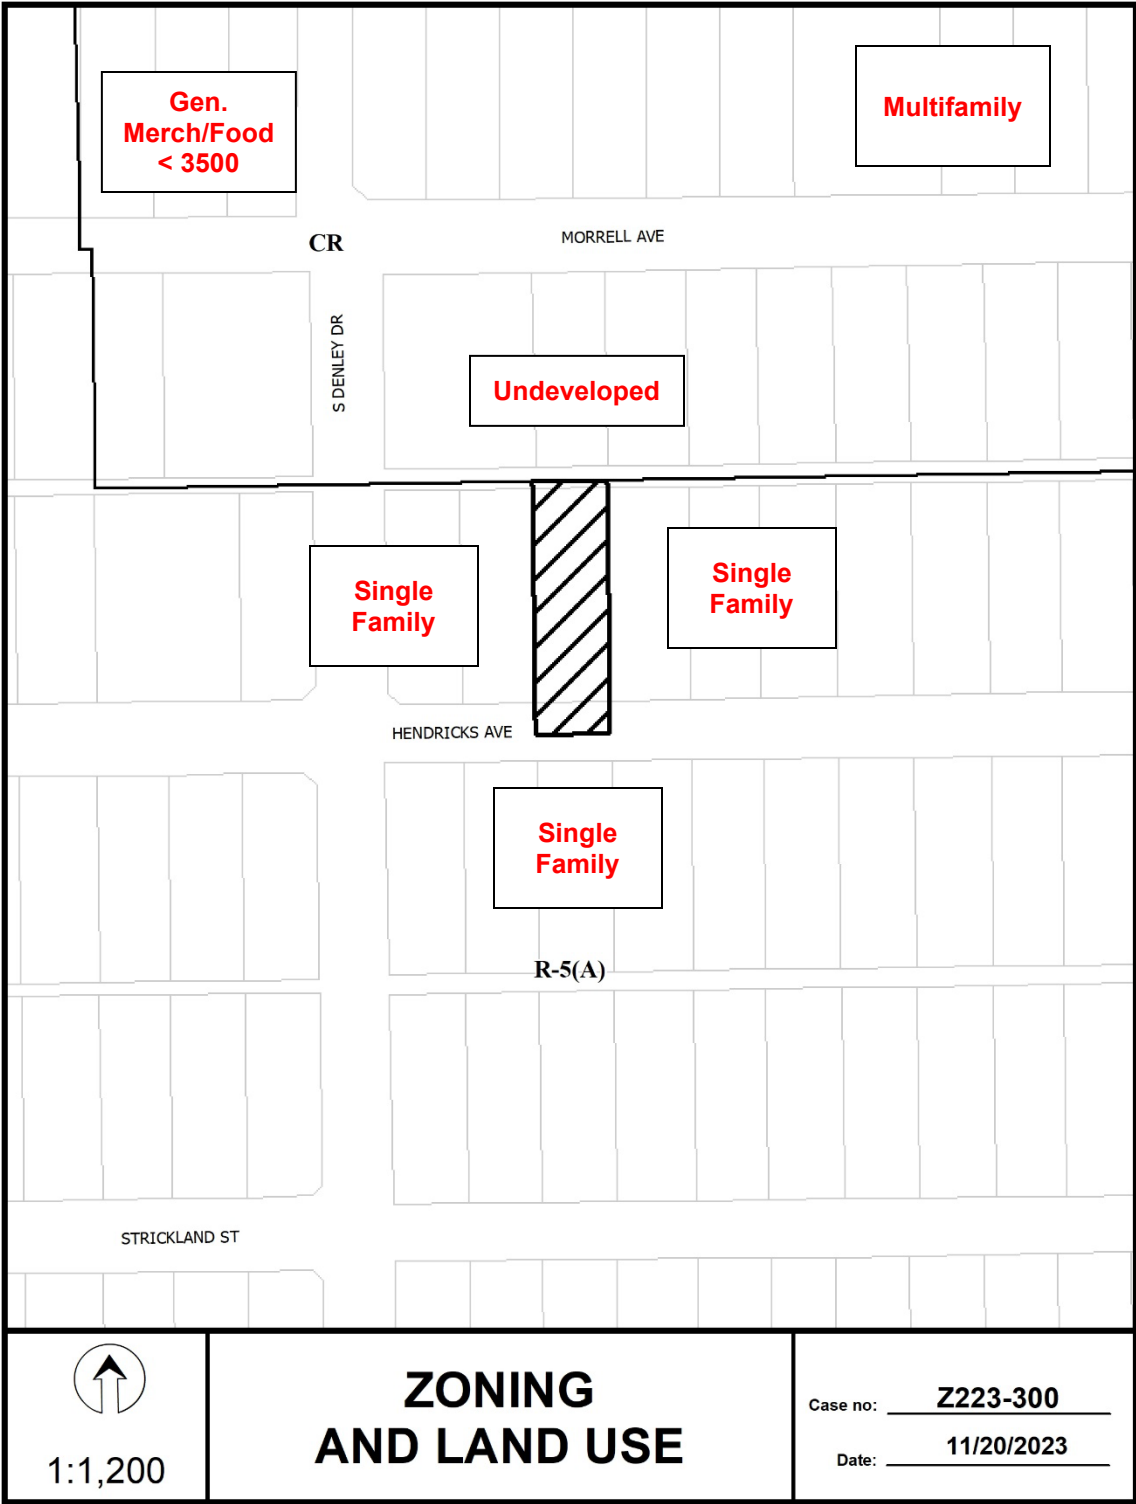 Gen.
Merch/Food
< 3500
Multifamily
CR
MORRELL AVE
S DENLEY DR
Undeveloped
Single
Family
Single
Family
HENDRICKS AVE
Single
Family
R-5(A)
STRICKLAND ST
1:1,200
ZONING
AND LAND USE
Case no: Z223-300
Date: 11/20/2023